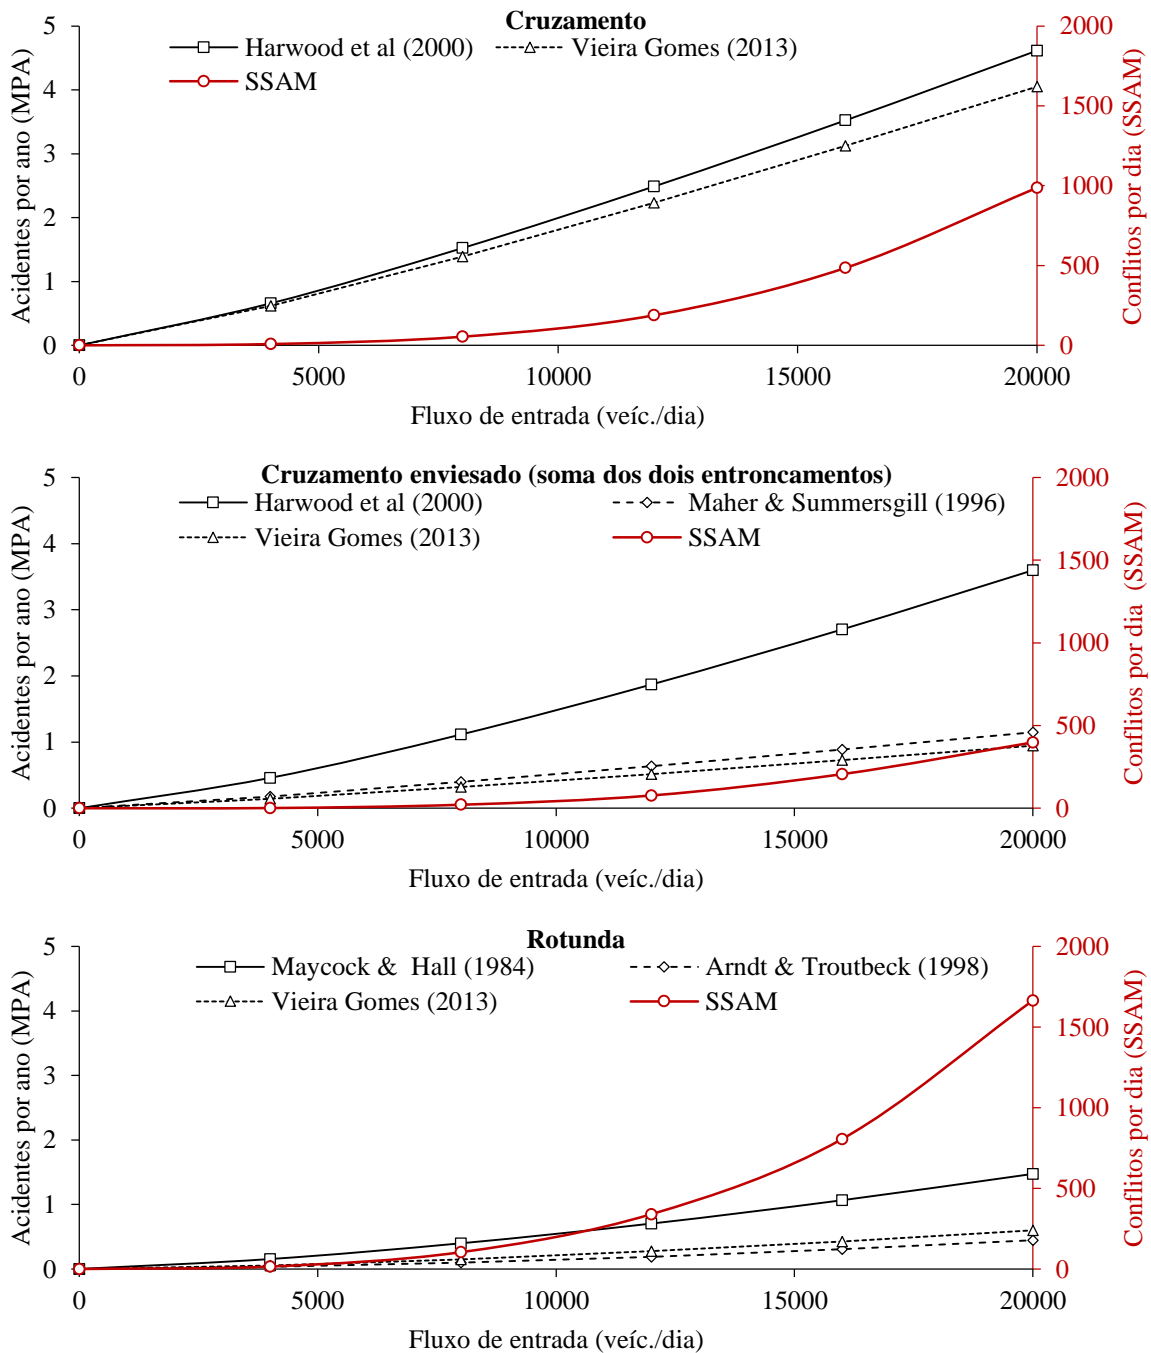 Cruzamento
Harwood et al (2000)
Vieira Gomes (2013)
SSAM
Acidentes por ano (MPA)
5
4
3
2
1
0
Conflitos por dia (SSAM)
2000
1500
1000
500
0
0 5000 10000 15000 20000
Fluxo de entrada (veíc./dia)
Cruzamento enviesado (soma dos dois entroncamentos)
Harwood et al (2000)
Maher & Summersgill (1996)
Vieira Gomes (2013)
SSAM
Acidentes por ano (MPA)
5
4
3
2
1
0
Conflitos por dia (SSAM)
2000
1500
1000
500
0
0 5000 10000 15000 20000
Fluxo de entrada (veíc./dia)
Rotunda
Maycock & Hall (1984)
Arndt & Troutbeck (1998)
Vieira Gomes (2013)
SSAM
Acidentes por ano (MPA)
5
4
3
2
1
0
Conflitos por dia (SSAM)
2000
1500
1000
500
0
0 5000 10000 15000 20000
Fluxo de entrada (veíc./dia)